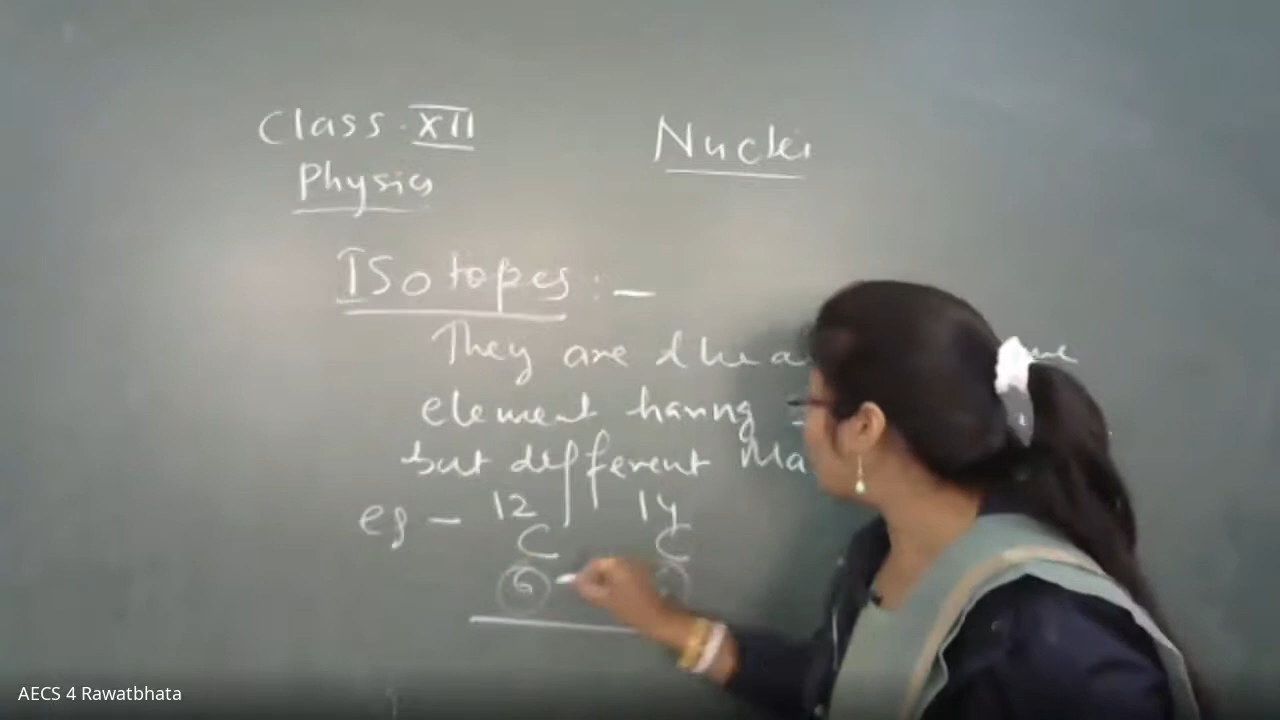 Class XII
Nuclei
Physics
Isotopes :-
They are the
element having
but different Ma
eg - 12 14
C C
6
AECS 4 Rawatbhata